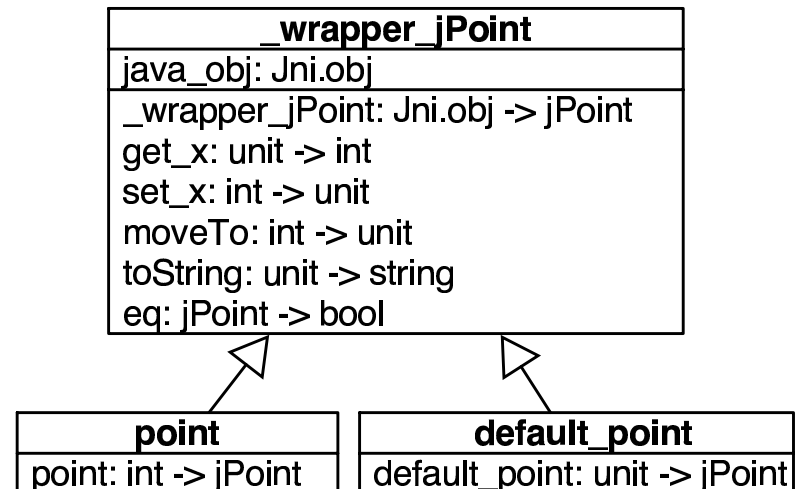 _wrapper_jPoint
java_obj: Jni.obj
_wrapper_jPoint: Jni.obj -> jPoint
get_x: unit -> int
set_x: int -> unit
moveTo: int -> unit
toString: unit -> string
eq: jPoint -> bool
point
point: int -> jPoint
default_point
default_point: unit -> jPoint